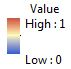 Value
High : 1
Low : 0